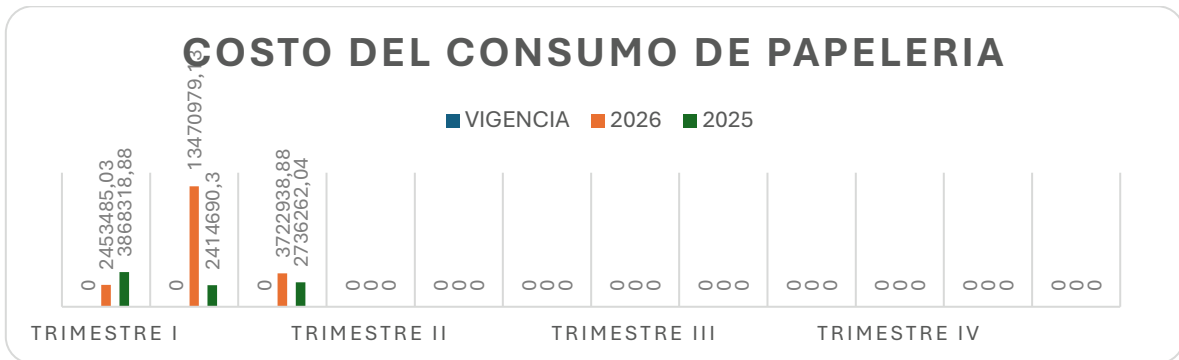 COSTO DEL CONSUMO DE PAPELERIA
VIGENCIA 2026 2025
0 2453485,03 3868318,88 0 13470979,13 2414690,3 0 3722938,88 2736262,04 0 0 0 0 0 0 0 0 0 0 0 0 0 0 0 0 0 0 0 0 0 0 0 0 0 0 0
TRIMESTRE I TRIMESTRE II TRIMESTRE III TRIMESTRE IV